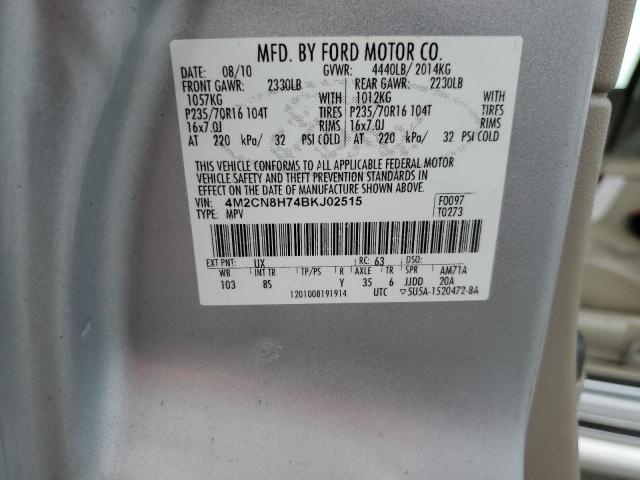 MFD. BY FORD MOTOR CO.
DATE: 08/10 GVWR: 4440LB/ 2014KG
FRONT GAWR: 2330LB REAR GAWR: 2230LB
1057KG WITH 1012KG WITH
P235/70R16 104T TIRES P235/70R16 104T TIRES
16x7.0J RIMS 16x7.0J RIMS
AT 220 kPa/ 32 PSI COLD AT 220 kPa/ 32 PSI COLD
THIS VEHICLE CONFORMS TO ALL APPLICABLE FEDERAL MOTOR
VEHICLE SAFETY AND THEFT PREVENTION STANDARDS IN
EFFECT ON THE DATE OF MANUFACTURE SHOWN ABOVE.
VIN: 4M2CN8H74BKJ02515 F0097
TYPE: MPV T0273
EXT PNT: UX RC: 63 DSO:
WB INT TR TP/PS R AXLE TR SPR AM71A
103 8S Y 35 6 JJDD 20A
1201008191914 UTC ▽5U5A-1520472-BA